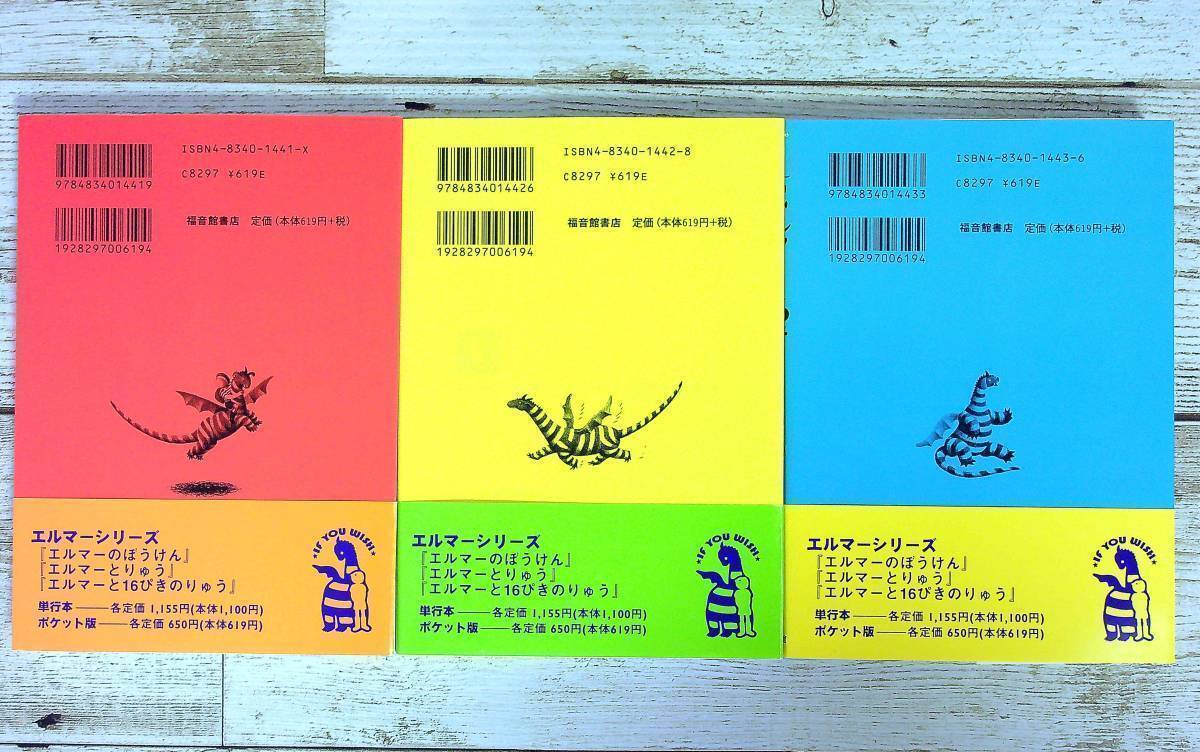 ISBN4-8340-1441-X
9784834014419
C8297 ¥619E
福音館書店 定価(本体619円+税)
1928297006194
エルマーシリーズ
『エルマーのぼうけん』
『エルマーとりゅう』
『エルマーと16ぴきのりゅう』
単行本――各定価 1,155円(本体1,100円)
ポケット版――各定価 650円(本体619円)
★IF YOU WISH★
ISBN4-8340-1442-8
9784834014426
C8297 ¥619E
福音館書店 定価(本体619円+税)
1928297006194
エルマーシリーズ
『エルマーのぼうけん』
『エルマーとりゅう』
『エルマーと16ぴきのりゅう』
単行本――各定価 1,155円(本体1,100円)
ポケット版――各定価 650円(本体619円)
★IF YOU WISH★
ISBN4-8340-1443-6
9784834014433
C8297 ¥619E
福音館書店 定価(本体619円+税)
1928297006194
エルマーシリーズ
『エルマーのぼうけん』
『エルマーとりゅう』
『エルマーと16ぴきのりゅう』
単行本――各定価 1,155円(本体1,100円)
ポケット版――各定価 650円(本体619円)
★IF YOU WISH★